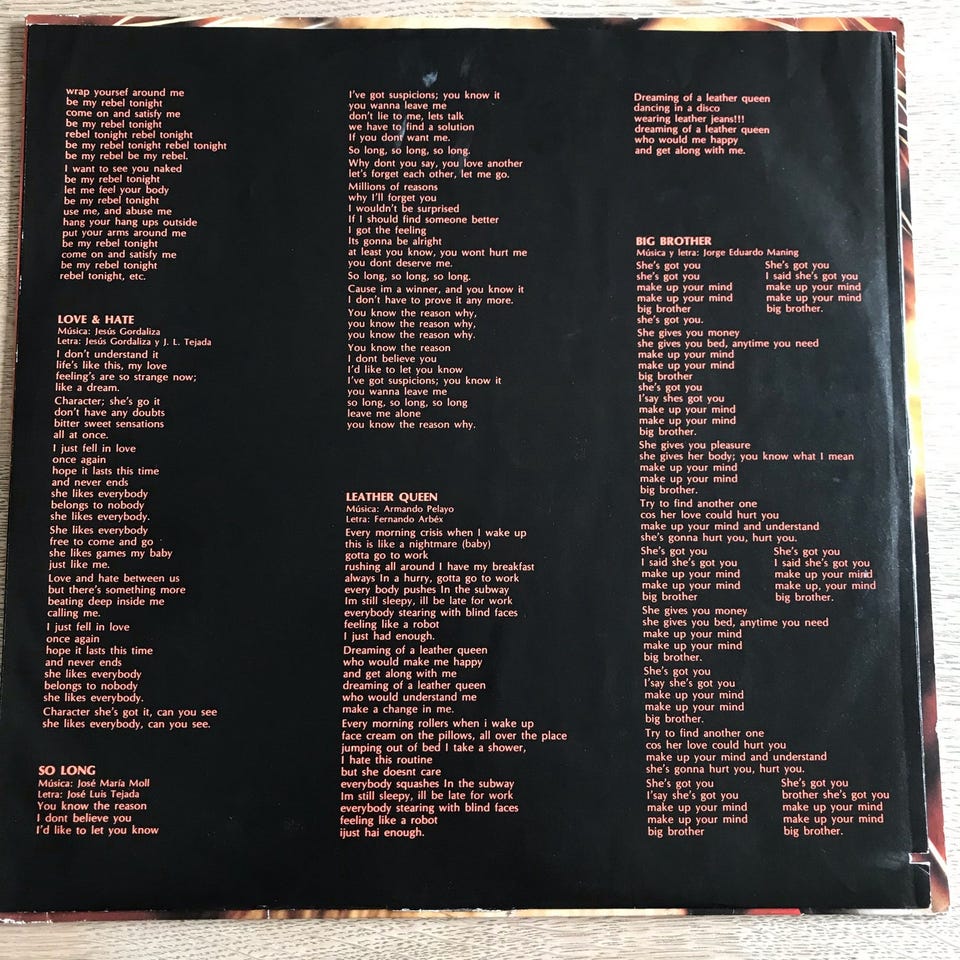 wrap yoursef around me
be my rebel tonight
come on and satisfy me
be my rebel tonight
rebel tonight rebel tonight
be my rebel tonight rebel tonight
be my rebel be my rebel.
I want to see you naked
be my rebel tonight
let me feel your body
be my rebel tonight
use me, and abuse me
hang your hang ups outside
put your arms around me
be my rebel tonight
come on and satisfy me
be my rebel tonight
rebel tonight, etc.
LOVE & HATE
Música: Jesús Gordaliza
Letra: Jesús Gordaliza y J. L. Tejada
I don't understand it
life's like this, my love
feeling's are so strange now;
like a dream.
Character; she's go it
don't have any doubts
bitter sweet sensations
all at once.
I just fell in love
once again
hope it lasts this time
and never ends
she likes everybody
belongs to nobody
she likes everybody.
She likes everybody
free to come and go
she likes games my baby
just like me.
Love and hate between us
but there's something more
beating deep inside me
calling me.
I just fell in love
once again
hope it lasts this time
and never ends
she likes everybody
belongs to nobody
she likes everybody.
Character she's got it, can you see
she likes everybody, can you see.
SO LONG
Música: José María Moll
Letra: José Luis Tejada
You know the reason
I dont believe you
I'd like to let you know
I've got suspicions; you know it
you wanna leave me
don't lie to me, lets talk
we have to find a solution
If you dont want me.
So long, so long, so long.
Why dont you say, you love another
let's forget each other, let me go.
Millions of reasons
why I'll forget you
I wouldn't be surprised
If I should find someone better
I got the feeling
Its gonna be alright
at least you know, you wont hurt me
you dont deserve me.
So long, so long, so long.
Cause im a winner, and you know it
I don't have to prove it any more.
You know the reason why,
you know the reason why,
you know the reason why.
You know the reason
I dont believe you
I'd like to let you know
I've got suspicions; you know it
you wanna leave me
so long, so long, so long
leave me alone
you know the reason why.
LEATHER QUEEN
Música: Armando Pelayo
Letra: Fernando Arbéx
Every morning crisis when I wake up
this is like a nightmare (baby)
gotta go to work
rushing all around I have my breakfast
always In a hurry, gotta go to work
every body pushes In the subway
Im still sleepy, ill be late for work
everybody stearing with blind faces
feeling like a robot
I just had enough.
Dreaming of a leather queen
who would make me happy
and get along with me
dreaming of a leather queen
who would understand me
make a change in me.
Every morning rollers when i wake up
face cream on the pillows, all over the place
jumping out of bed I take a shower,
I hate this routine
but she doesnt care
everybody squashes In the subway
Im still sleepy, ill be late for work
everybody stearing with blind faces
feeling like a robot
ijust hai enough.
Dreaming of a leather queen
dancing in a disco
wearing leather jeans!!!
dreaming of a leather queen
who would me happy
and get along with me.
BIG BROTHER
Música y letra: Jorge Eduardo Maning
She's got you
she's got you
make up your mind
make up your mind
big brother
she's got you.
She's got you
I said she's got you
make up your mind
make up your mind
big brother.
She gives you money
she gives you bed, anytime you need
make up your mind
make up your mind
big brother
she's got you
I'say shes got you
make up your mind
make up your mind
big brother.
She gives you pleasure
she gives her body; you know what I mean
make up your mind
make up your mind
big brother.
Try to find another one
cos her love could hurt you
make up your mind and understand
she's gonna hurt you, hurt you.
She's got you
I said she's got you
make up your mind
make up your mind
big brother
She's got you
I said she's got you
make up your mind
make up, your mind
big brother.
She gives you money
she gives you bed, anytime you need
make up your mind
make up your mind
big brother.
She's got you
I'say she's got you
make up your mind
make up your mind
big brother.
Try to find another one
cos her love could hurt you
make up your mind and understand
she's gonna hurt you, hurt you.
She's got you
I'say she's got you
make up your mind
make up your mind
big brother
She's got you
brother she's got you
make up your mind
make up your mind
big brother.